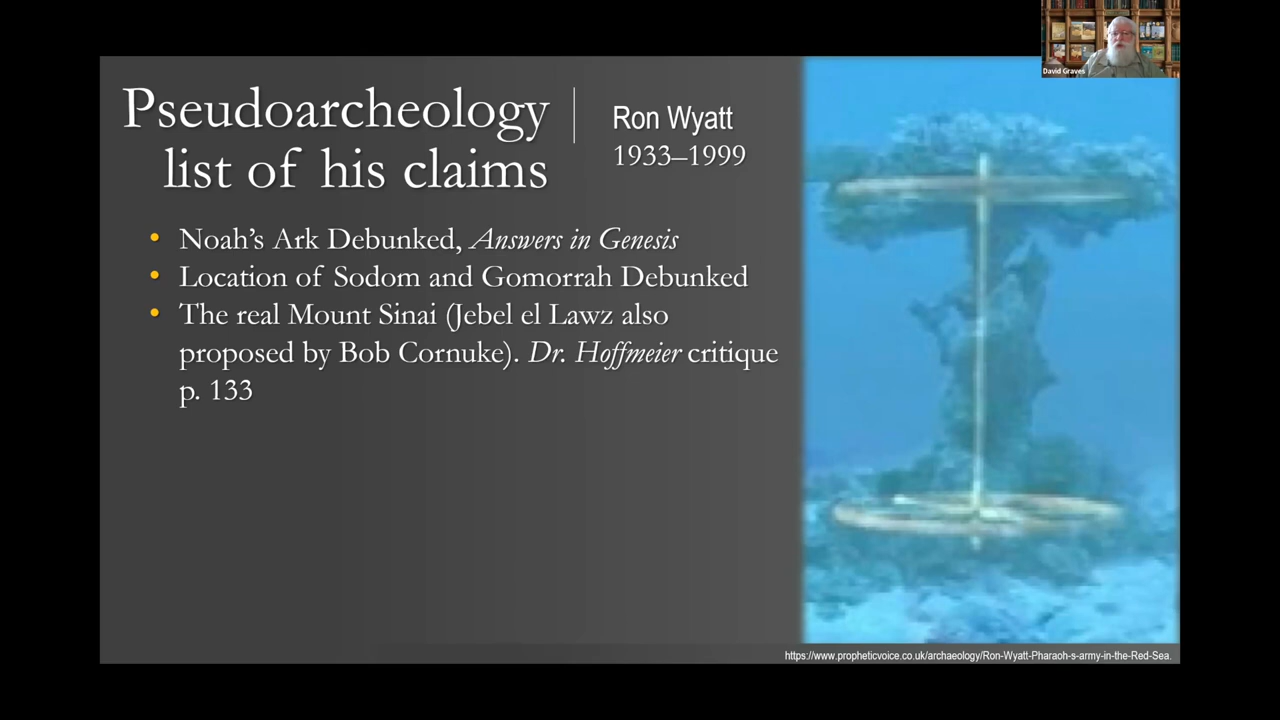 David Graves
Pseudoarcheology
list of his claims
Ron Wyatt
1933–1999
• Noah’s Ark Debunked, Answers in Genesis
• Location of Sodom and Gomorrah Debunked
• The real Mount Sinai (Jebel el Lawz also
proposed by Bob Cornuke). Dr. Hoffmeier critique
p. 133
https://www.propheticvoice.co.uk/archaeology/Ron-Wyatt-Pharaoh-s-army-in-the-Red-Sea.